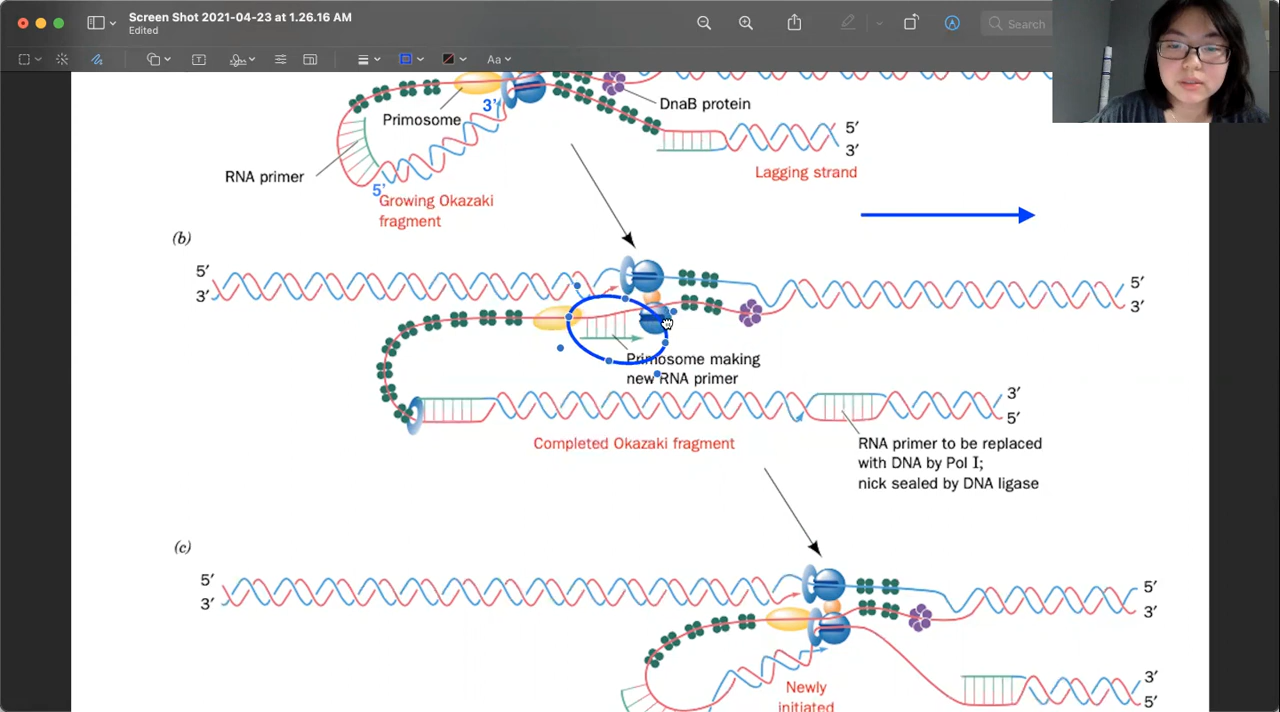 Screen Shot 2021-04-23 at 1.26.16 AM
Edited
Search
Aa
DnaB protein
3′
Primosome
5′
3′
RNA primer
Lagging strand
5′
Growing Okazaki
fragment
(b)
5′
3′
5′
3′
Primosome making
new RNA primer
3′
5′
Completed Okazaki fragment
RNA primer to be replaced
with DNA by Pol I;
nick sealed by DNA ligase
(c)
5′
3′
5′
3′
3′
5′
Newly
initiated